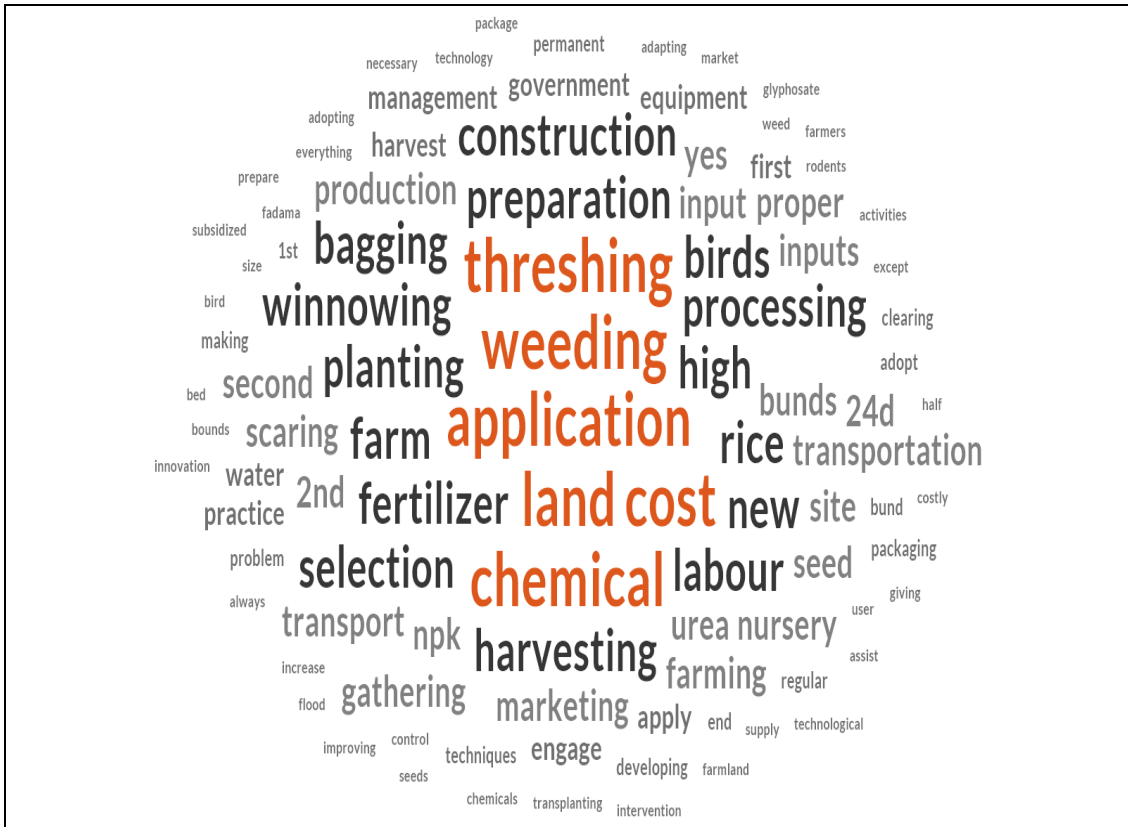 package
permanent adapting
necessary technology market
management government equipment glyphosate
adopting harvest construction yes weed farmers
everything first rodents
prepare production preparation input proper
subsidized fadama activities
1st bagging threshing birds inputs
size except
bird winnowing processing clearing
making weeding
planting high adopt
bed second bunds 24d half
bounds scaring farm application rice transportation
innovation water
practice 2nd fertilizer land cost new site bund costly
problem selection chemical labour seed packaging
always giving
transport npk urea nursery user
harvesting assist
increase farming regular
flood gathering marketing apply end supply technological
improving control techniques engage
seeds developing farmland
chemicals transplanting intervention